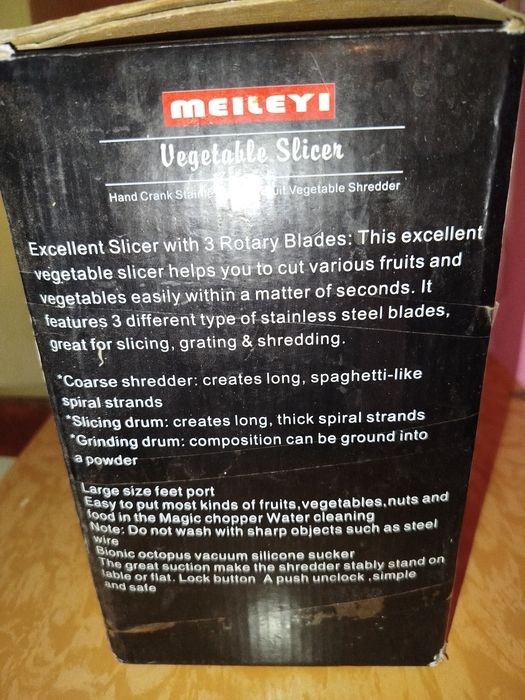 MEILEYI
Vegetable Slicer
Hand Crank Vegetable Shredder
Excellent Slicer with 3 Rotary Blades: This excellent
vegetable slicer helps you to cut various fruits and
vegetables easily within a matter of seconds. It
features 3 different type of stainless steel blades,
great for slicing, grating & shredding.
*Coarse shredder: creates long, spaghetti-like
spiral strands
*Slicing drum: creates long, thick spiral strands
*Grinding drum: composition can be ground into
a powder
Large size feet port
Easy to put most kinds of fruits,vegetables,nuts and
food in the Magic chopper Water cleaning
Note: Do not wash with sharp objects such as steel
wire
Bionic octopus vacuum silicone sucker
The great suction make the shredder stably stand on
table or flat. Lock button A push unclock ,simple
and safe